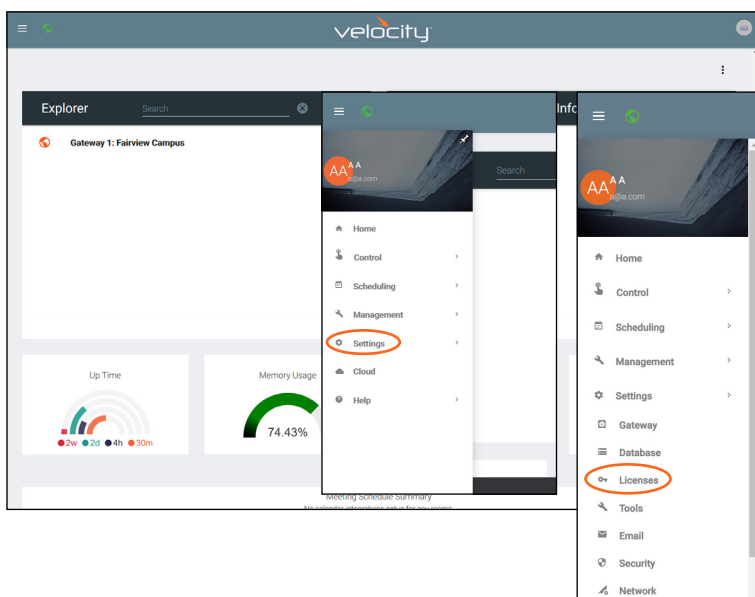 velocity
aa
Explorer
Search
Gateway 1: Fairview Campus
Up Time
2w 2d 4h 30m
Memory Usage
74.43%
Meeting Schedule Summary
No calendar integrations setup for any rooms
Info
Search
AA
A A
a@a.com
Home
Control
Scheduling
Management
Settings
Cloud
Help
AA
A A
a@a.com
Home
Control
Scheduling
Management
Settings
Gateway
Database
Licenses
Tools
Email
Security
Network